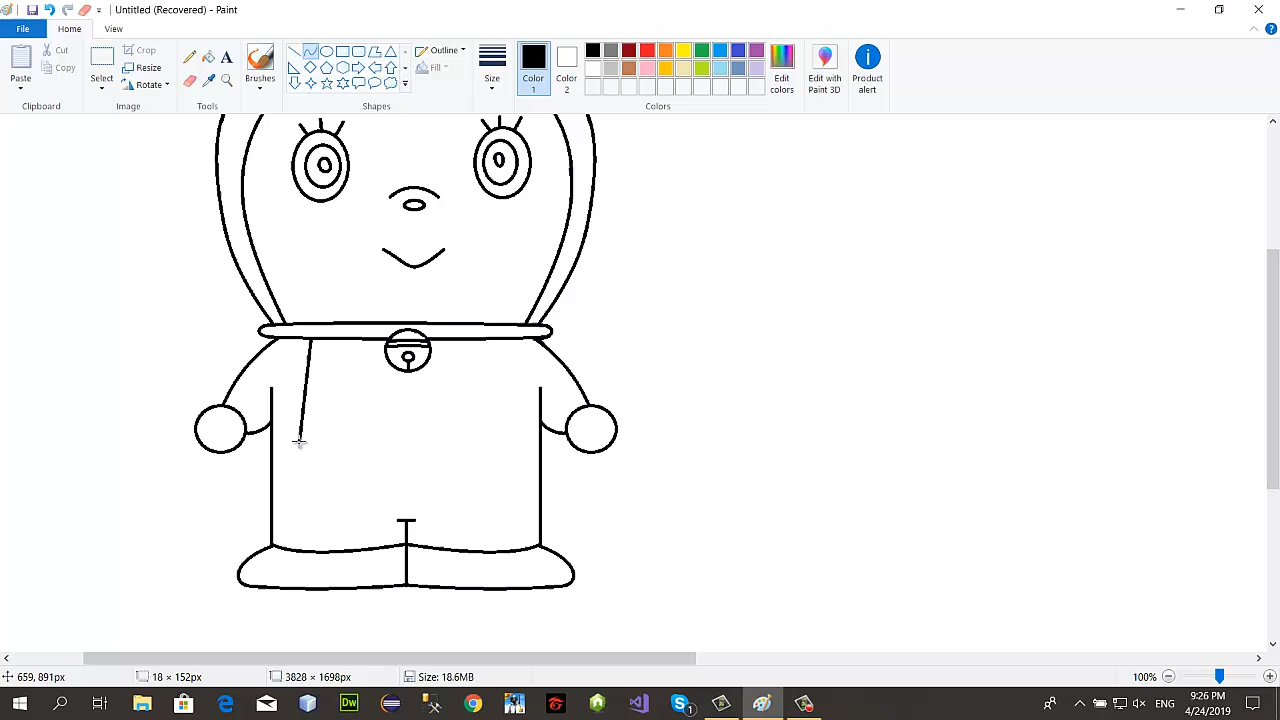 Untitled (Recovered) - Paint
File Home View
Paste
Cut
Copy
Clipboard
Select
Crop
Resize
Rotate
Image
A
Tools
Brushes
Outline
Fill
Shapes
Size
Color 1
Color 2
Edit colors
Colors
Edit with Paint 3D
Product alert
659, 891px
18 × 152px
3828 × 1698px
Size: 18.6MB
100%
Dw
1
ENG
9:26 PM
4/24/2019